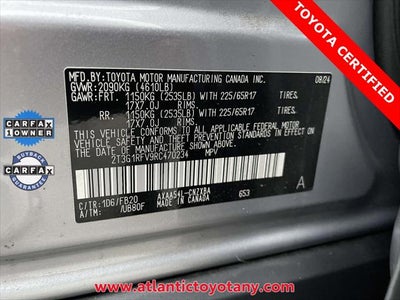 TOYOTA CERTIFIED
MFD.BY:TOYOTA MOTOR MANUFACTURING CANADA INC.
GVWR:2090KG (4610LB) 08/24
GAWR:FRT. 1150KG (2535LB) WITH 225/65R17 TIRES,
17X7.0J RIMS,
RR. 1150KG (2535LB) WITH 225/65R17 TIRES,
17X7.0J RIMS,
THIS VEHICLE CONFORMS TO ALL APPLICABLE FEDERAL MOTOR
VEHICLE SAFETY, BUMPER, AND THEFT PREVENTION STANDARDS IN
EFFECT ON THE DATE OF MANUFACTURE SHOWN ABOVE.
2T3G1RFV9RC470234 MPV
C/TR:1D6/FB20 AXAA54L-CNZXBA A
A/TM: /UB80F MADE IN CANADA 653
CARFAX
1 OWNER
CARFAX
www.atlantictoyotany.com